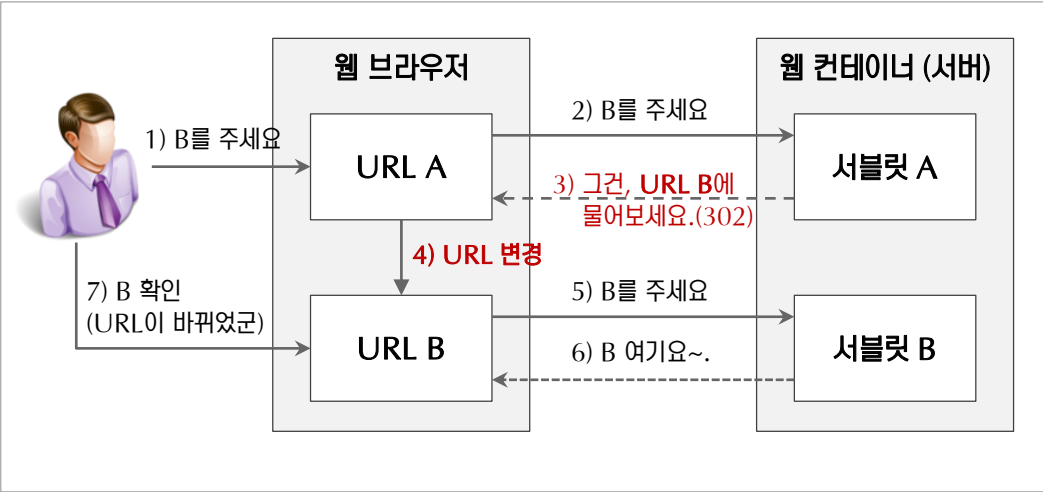 웹 브라우저
웹 컨테이너 (서버)
1) B를 주세요
URL A
2) B를 주세요
서블릿 A
3) 그건, URL B에
물어보세요.(302)
4) URL 변경
7) B 확인
(URL이 바뀌었군)
URL B
5) B를 주세요
서블릿 B
6) B 여기요~.